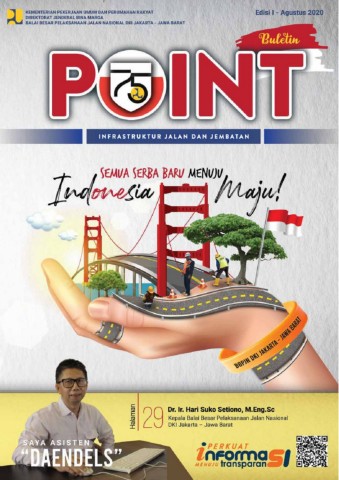 KEMENTERIAN PEKERJAAN UMUM DAN PERUMAHAN RAKYAT
DIREKTORAT JENDERAL BINA MARGA
BALAI BESAR PELAKSANAAN JALAN NASIONAL DKI JAKARTA - JAWA BARAT
Edisi I - Agustus 2020
Buletin
POINT
75
INFRASTRUKTUR JALAN DAN JEMBATAN
SEMUA SERBA BARU MENUJU
Indonesia Maju!
BBPJN DKI JAKARTA - JAWA BARAT
Halaman
29
Dr. Ir. Hari Suko Setiono, M.Eng.Sc
Kepala Balai Besar Pelaksanaan Jalan Nasional
DKI Jakarta – Jawa Barat
SAYA ASISTEN
"DAENDELS"
PERKUAT
informaSI
MENUJU transparanSI